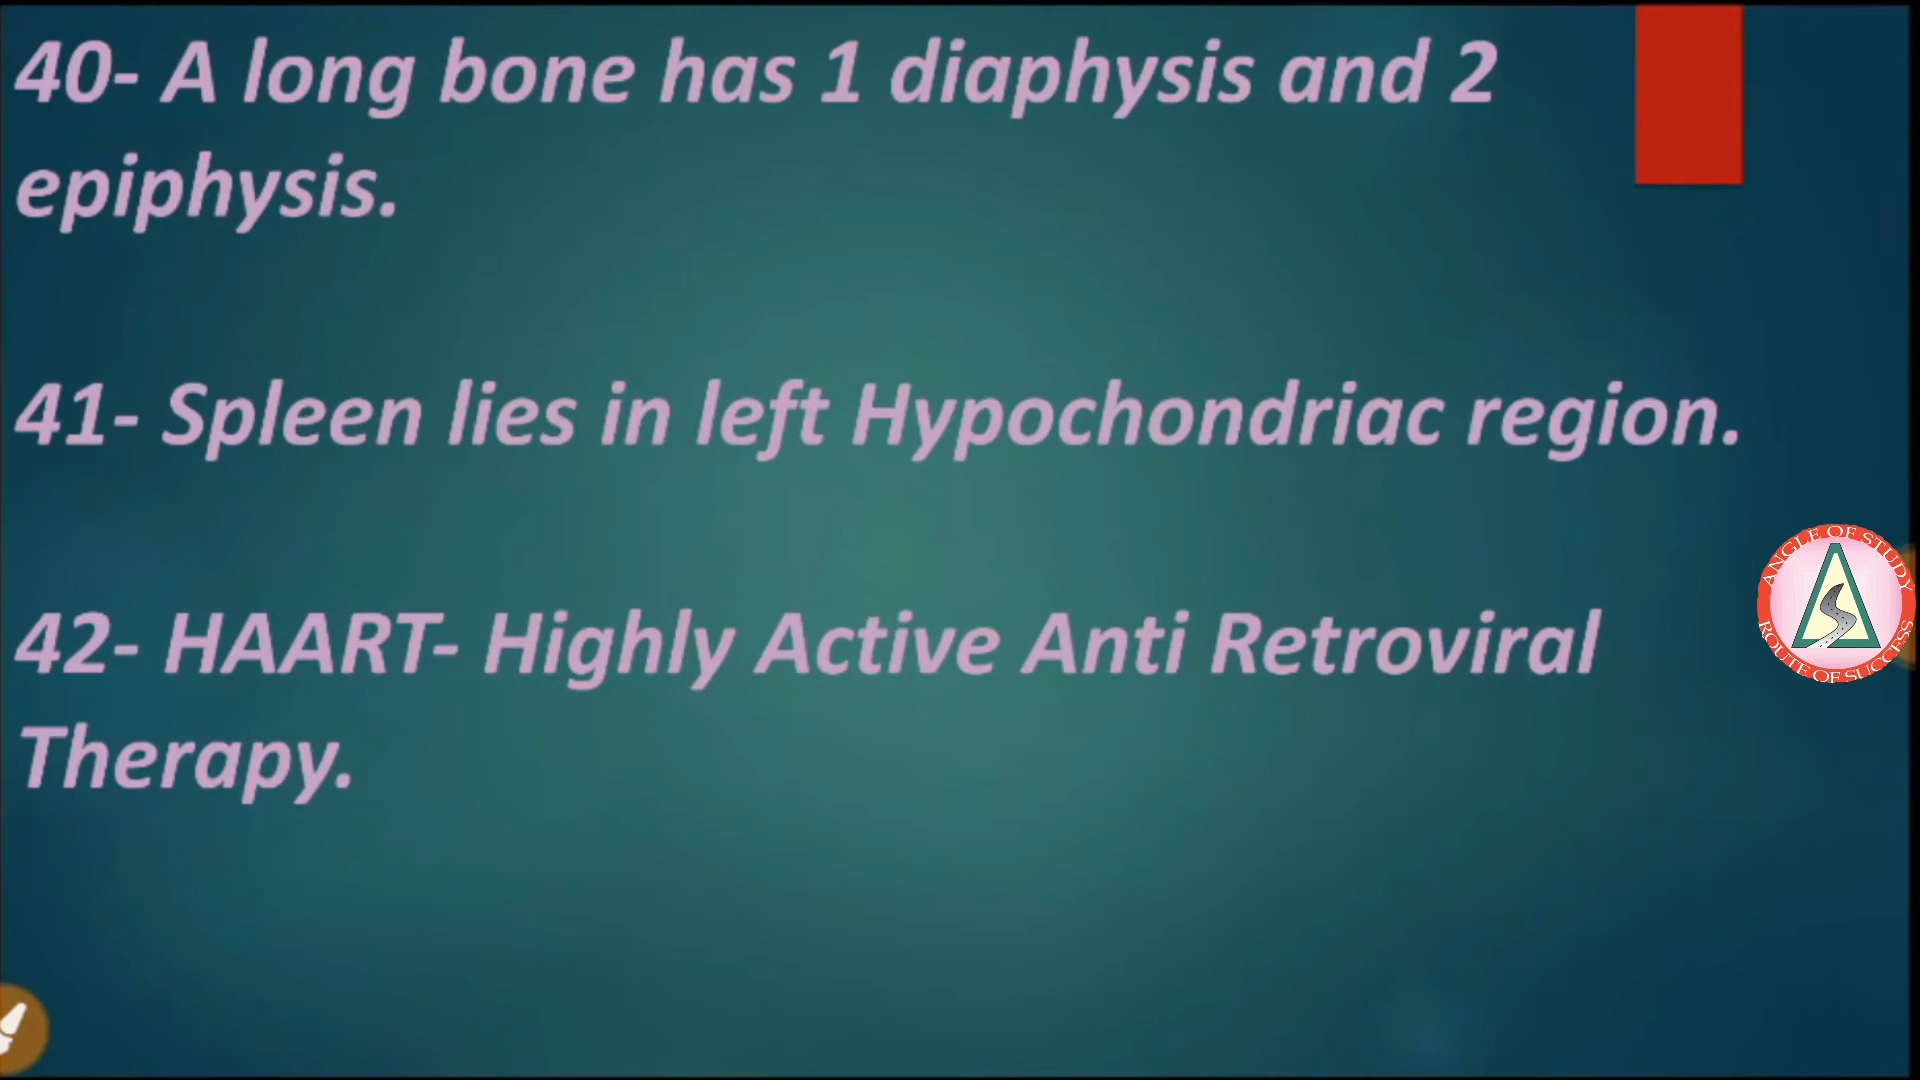 40- A long bone has 1 diaphysis and 2
epiphysis.
41- Spleen lies in left Hypochondriac region.
ANGLE OF STUDY
ROUTE OF SUCCESS
42- HAART- Highly Active Anti Retroviral
Therapy.